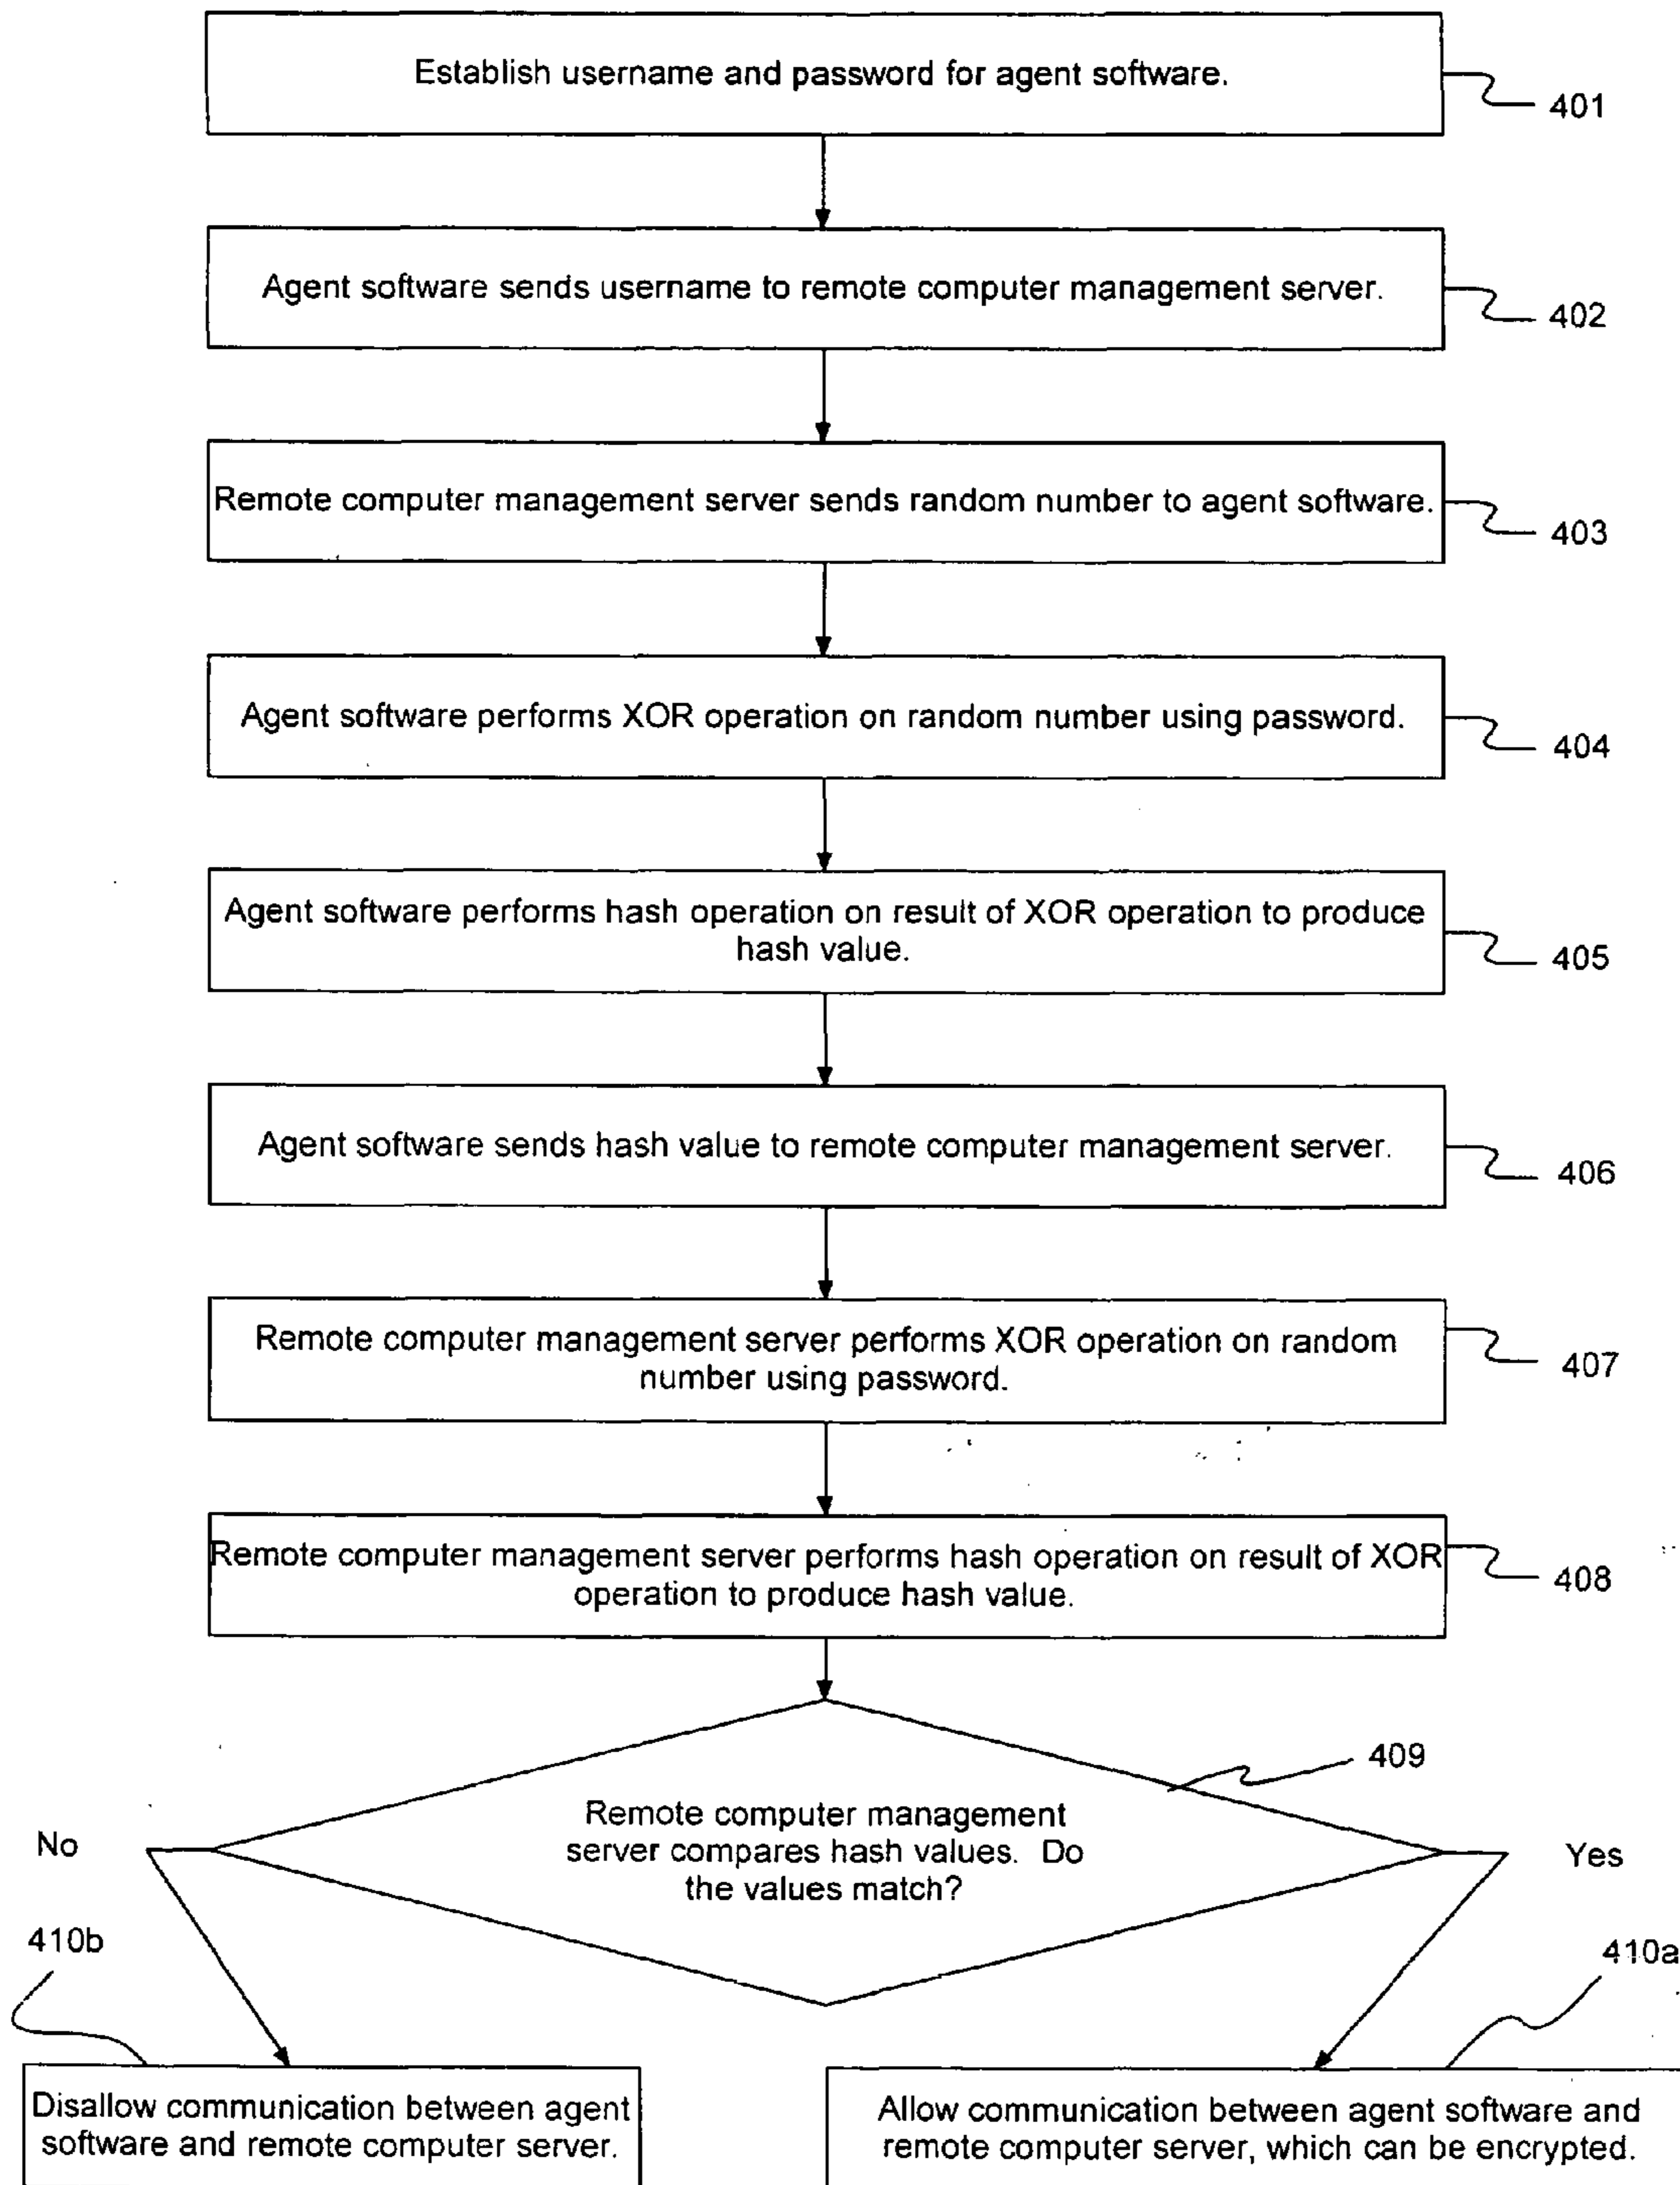 Establish username and password for agent software.
401
Agent software sends username to remote computer management server.
402
Remote computer management server sends random number to agent software.
403
Agent software performs XOR operation on random number using password.
404
Agent software performs hash operation on result of XOR operation to produce
hash value.
405
Agent software sends hash value to remote computer management server.
406
Remote computer management server performs XOR operation on random
number using password.
407
Remote computer management server performs hash operation on result of XOR
operation to produce hash value.
408
409
Remote computer management
server compares hash values. Do
the values match?
No
Yes
410b
410a
Disallow communication between agent
software and remote computer server.
Allow communication between agent software and
remote computer server, which can be encrypted.